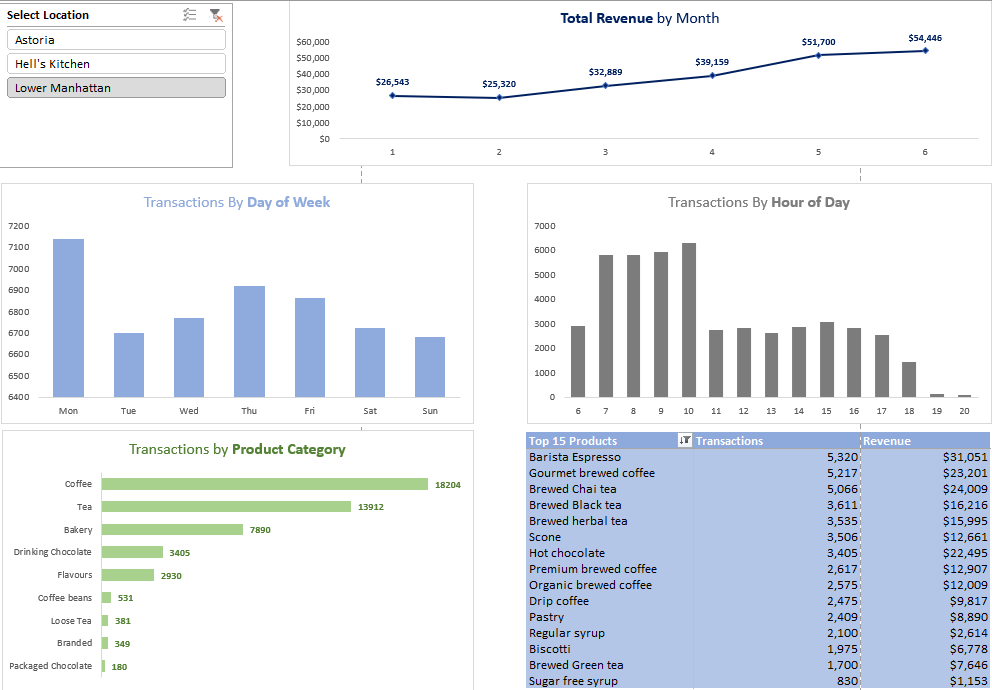 Select Location
Astoria
Hell's Kitchen
Lower Manhattan
Total Revenue by Month
$60,000
$50,000
$40,000
$30,000
$20,000
$10,000
$0
$26,543
$25,320
$32,889
$39,159
$51,700
$54,446
1 2 3 4 5 6
Transactions By Day of Week
7200
7100
7000
6900
6800
6700
6600
6500
6400
Mon Tue Wed Thu Fri Sat Sun
Transactions By Hour of Day
7000
6000
5000
4000
3000
2000
1000
0
6 7 8 9 10 11 12 13 14 15 16 17 18 19 20
Transactions by Product Category
Coffee 18204
Tea 13912
Bakery 7890
Drinking Chocolate 3405
Flavours 2930
Coffee beans 531
Loose Tea 381
Branded 349
Packaged Chocolate 180
Top 15 Products Transactions Revenue
Barista Espresso 5,320 $31,051
Gourmet brewed coffee 5,217 $23,201
Brewed Chai tea 5,066 $24,009
Brewed Black tea 3,611 $16,216
Brewed herbal tea 3,535 $15,995
Scone 3,506 $12,661
Hot chocolate 3,405 $22,495
Premium brewed coffee 2,617 $12,907
Organic brewed coffee 2,575 $12,009
Drip coffee 2,475 $9,817
Pastry 2,409 $8,890
Regular syrup 2,100 $2,614
Biscotti 1,975 $6,778
Brewed Green tea 1,700 $7,646
Sugar free syrup 830 $1,153